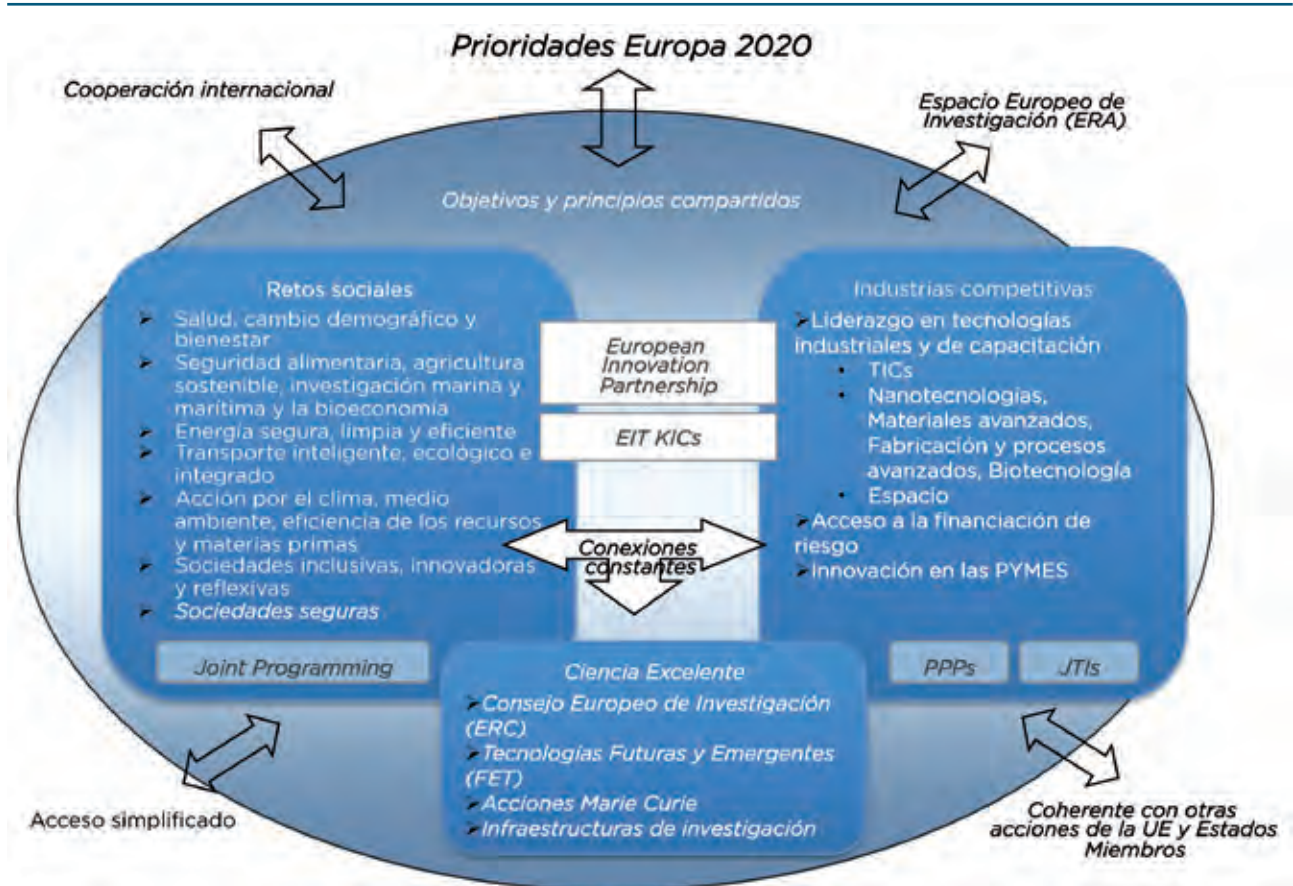 Prioridades Europa 2020
Cooperación internacional
Espacio Europeo de
Investigación (ERA)
Objetivos y principios compartidos
Retos sociales
Salud, cambio demográfico y
bienestar
Seguridad alimentaria, agricultura
sostenible, investigación marina y
marítima y la bioeconomía
Energía segura, limpia y eficiente
Transporte inteligente, ecológico e
integrado
Acción por el clima, medio
ambiente, eficiencia de los recursos
y materias primas
Sociedades inclusivas, innovadoras
y reflexivas
Sociedades seguras
Joint Programming
European
Innovation
Partnership
EIT KICs
Conexiones
constantes
Industrias competitivas
Liderazgo en tecnologías
industriales y de capacitación
• TICs
• Nanotecnologías,
Materiales avanzados,
Fabricación y procesos
avanzados, Biotecnología
• Espacio
Acceso a la financiación de
riesgo
Innovación en las PYMES
PPPs
JTIs
Ciencia Excelente
Consejo Europeo de Investigación
(ERC)
Tecnologías Futuras y Emergentes
(FET)
Acciones Marie Curie
Infraestructuras de investigación
Acceso simplificado
Coherente con otras
acciones de la UE y Estados
Miembros